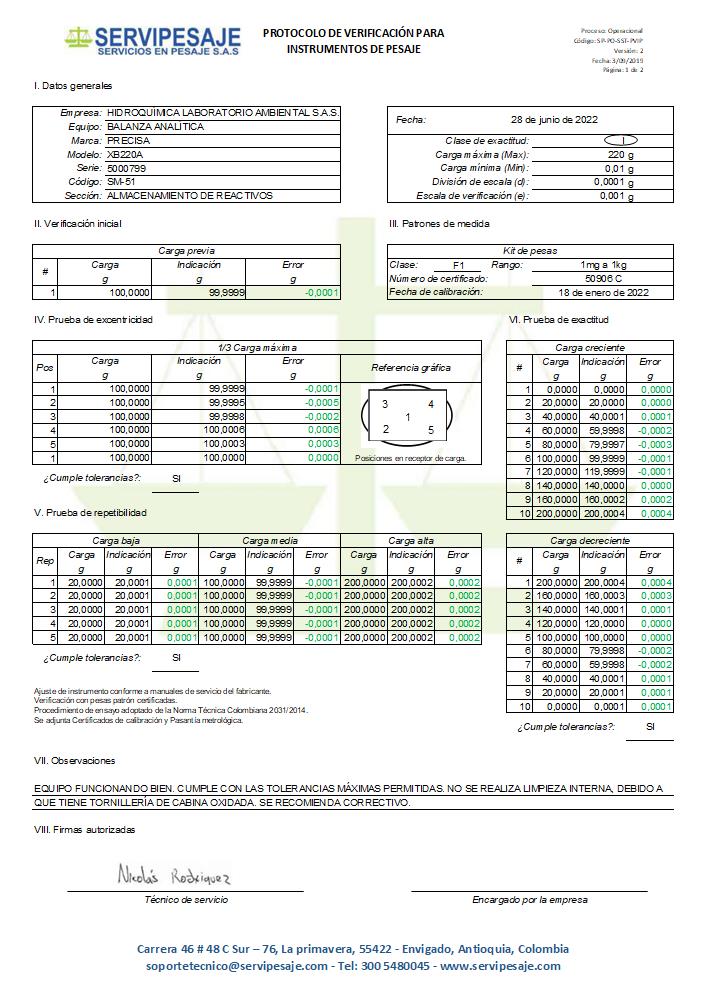 SERVIPESAJE
SERVICIOS EN PESAJE S.A.S
PROTOCOLO DE VERIFICACIÓN PARA
INSTRUMENTOS DE PESAJE
Proceso: Operacional
Código: SP-PO-SST-PVIP
Versión: 2
Fecha: 3/09/2019
Página: 1 de 2
I. Datos generales
Empresa: HIDROQUÍMICA LABORATORIO AMBIENTAL S.A.S.
Equipo: BALANZA ANALÍTICA
Marca: PRECISA
Modelo: XB220A
Serie: 5000799
Código: SM-51
Sección: ALMACENAMIENTO DE REACTIVOS
Fecha: 28 de junio de 2022
Clase de exactitud: I
Carga máxima (Max): 220 g
Carga mínima (Min): 0,01 g
División de escala (d): 0,0001 g
Escala de verificación (e): 0,001 g
II. Verificación inicial
Carga previa
# Carga Indicación Error
g g g
1 100,0000 99,9999 -0,0001
III. Patrones de medida
Kit de pesas
Clase: F1 Rango: 1mg a 1kg
Número de certificado: 50906 C
Fecha de calibración: 18 de enero de 2022
IV. Prueba de excentricidad
1/3 Carga máxima
Pos Carga Indicación Error Referencia gráfica
g g g
1 100,0000 99,9999 -0,0001
2 100,0000 99,9995 -0,0005
3 100,0000 99,9998 -0,0002
4 100,0000 100,0006 0,0006
5 100,0000 100,0003 0,0003
1 100,0000 100,0000 0,0000
3 4
1
2 5
Posiciones en receptor de carga.
¿Cumple tolerancias?: SI
VI. Prueba de exactitud
Carga creciente
# Carga Indicación Error
g g g
1 0,0000 0,0000 0,0000
2 20,0000 20,0000 0,0000
3 40,0000 40,0001 0,0001
4 60,0000 59,9998 -0,0002
5 80,0000 79,9997 -0,0003
6 100,0000 99,9999 -0,0001
7 120,0000 119,9999 -0,0001
8 140,0000 140,0000 0,0000
9 160,0000 160,0002 0,0002
10 200,0000 200,0004 0,0004
V. Prueba de repetibilidad
Carga baja Carga media Carga alta
Rep Carga Indicación Error Carga Indicación Error Carga Indicación Error
g g g g g g g g g
1 20,0000 20,0001 0,0001 100,0000 99,9999 -0,0001 200,0000 200,0002 0,0002
2 20,0000 20,0001 0,0001 100,0000 99,9999 -0,0001 200,0000 200,0002 0,0002
3 20,0000 20,0001 0,0001 100,0000 99,9999 -0,0001 200,0000 200,0002 0,0002
4 20,0000 20,0001 0,0001 100,0000 99,9999 -0,0001 200,0000 200,0002 0,0002
5 20,0000 20,0001 0,0001 100,0000 99,9999 -0,0001 200,0000 200,0002 0,0002
¿Cumple tolerancias?: SI
Carga decreciente
# Carga Indicación Error
g g g
1 200,0000 200,0004 0,0004
2 160,0000 160,0003 0,0003
3 140,0000 140,0001 0,0001
4 120,0000 120,0000 0,0000
5 100,0000 100,0000 0,0000
6 80,0000 79,9998 -0,0002
7 60,0000 59,9998 -0,0002
8 40,0000 40,0001 0,0001
9 20,0000 20,0001 0,0001
10 0,0000 0,0001 0,0001
¿Cumple tolerancias?: SI
Ajuste de instrumento conforme a manuales de servicio del fabricante.
Verificación con pesas patrón certificadas.
Procedimiento de ensayo adoptado de la Norma Técnica Colombiana 2031/2014.
Se adjunta Certificados de calibración y Pasantía metrológica.
VII. Observaciones
EQUIPO FUNCIONANDO BIEN. CUMPLE CON LAS TOLERANCIAS MÁXIMAS PERMITIDAS. NO SE REALIZA LIMPIEZA INTERNA, DEBIDO A
QUE TIENE TORNILLERÍA DE CABINA OXIDADA. SE RECOMIENDA CORRECTIVO.
VIII. Firmas autorizadas
Nicolás Rodríguez
Técnico de servicio
Encargado por la empresa
Carrera 46 # 48 C Sur – 76, La primavera, 55422 - Envigado, Antioquia, Colombia
soportetecnico@servipesaje.com - Tel: 300 5480045 - www.servipesaje.com